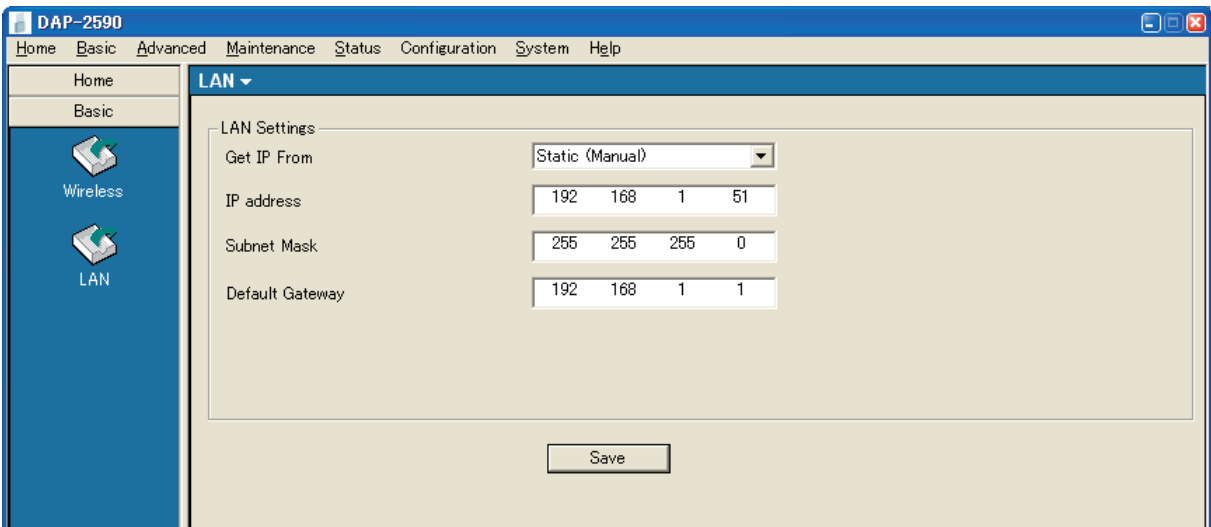 DAP-2590
Home Basic Advanced Maintenance Status Configuration System Help
Home
Basic
Wireless
LAN
LAN
LAN Settings
Get IP From Static (Manual)
IP address 192 168 1 51
Subnet Mask 255 255 255 0
Default Gateway 192 168 1 1
Save